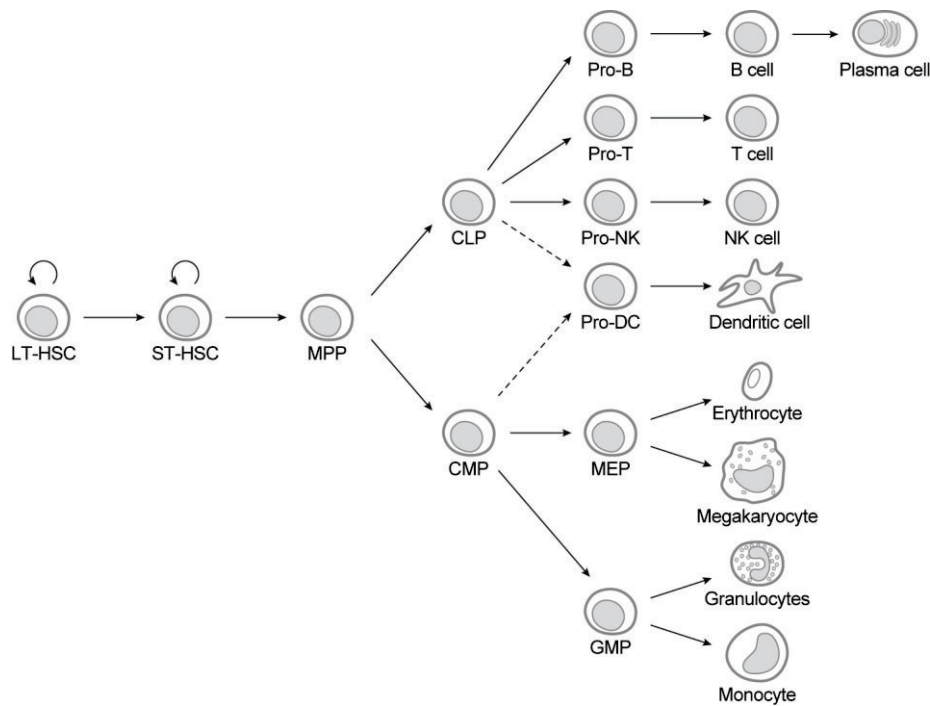 Pro-B
B cell
Plasma cell
Pro-T
T cell
CLP
Pro-NK
NK cell
LT-HSC
ST-HSC
MPP
Pro-DC
Dendritic cell
Erythrocyte
CMP
MEP
Megakaryocyte
Granulocytes
GMP
Monocyte